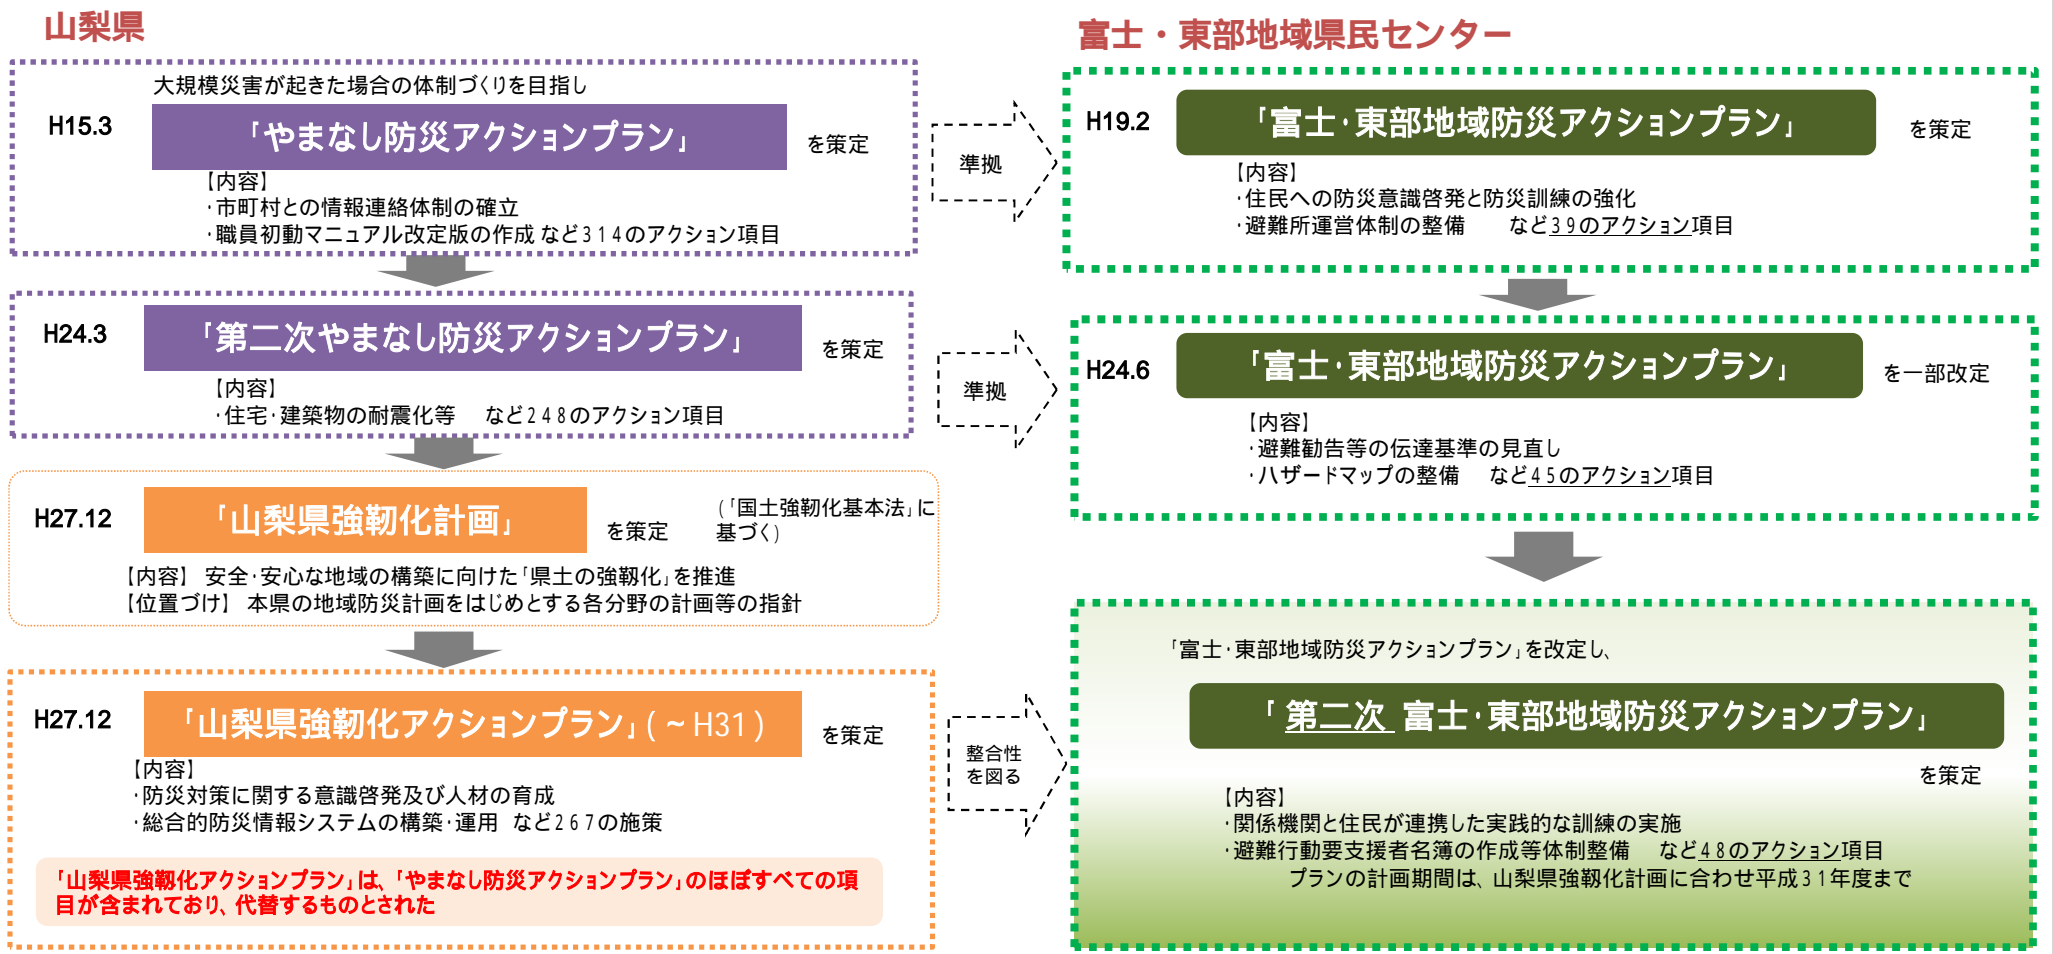 山梨県
大規模災害が起きた場合の体制づくりを目指し
H15.3
「やまなし防災アクションプラン」
を策定
【内容】
・市町村との情報連絡体制の確立
・職員初動マニュアル改定版の作成 など314のアクション項目
H24.3
「第二次やまなし防災アクションプラン」
を策定
【内容】
・住宅・建築物の耐震化等 など248のアクション項目
H27.12
「山梨県強靭化計画」
を策定
(「国土強靭化基本法」に
基づく)
【内容】 安全・安心な地域の構築に向けた「県土の強靱化」を推進
【位置づけ】 本県の地域防災計画をはじめとする各分野の計画等の指針
H27.12
「山梨県強靭化アクションプラン」(~H31)
を策定
【内容】
・防災対策に関する意識啓発及び人材の育成
・総合的防災情報システムの構築・運用 など267の施策
「山梨県強靱化アクションプラン」は、「やまなし防災アクションプラン」のほぼすべての項
目が含まれており、代替するものとされた
準拠
準拠
整合性
を図る
富士・東部地域県民センター
H19.2
「富士・東部地域防災アクションプラン」
を策定
【内容】
・住民への防災意識啓発と防災訓練の強化
・避難所運営体制の整備 など39のアクション項目
H24.6
「富士・東部地域防災アクションプラン」
を一部改定
【内容】
・避難勧告等の伝達基準の見直し
・ハザードマップの整備 など45のアクション項目
「富士・東部地域防災アクションプラン」を改定し、
「 第二次 富士・東部地域防災アクションプラン」
を策定
【内容】
・関係機関と住民が連携した実践的な訓練の実施
・避難行動要支援者名簿の作成等体制整備 など48のアクション項目
プランの計画期間は、山梨県強靱化計画に合わせ平成31年度まで